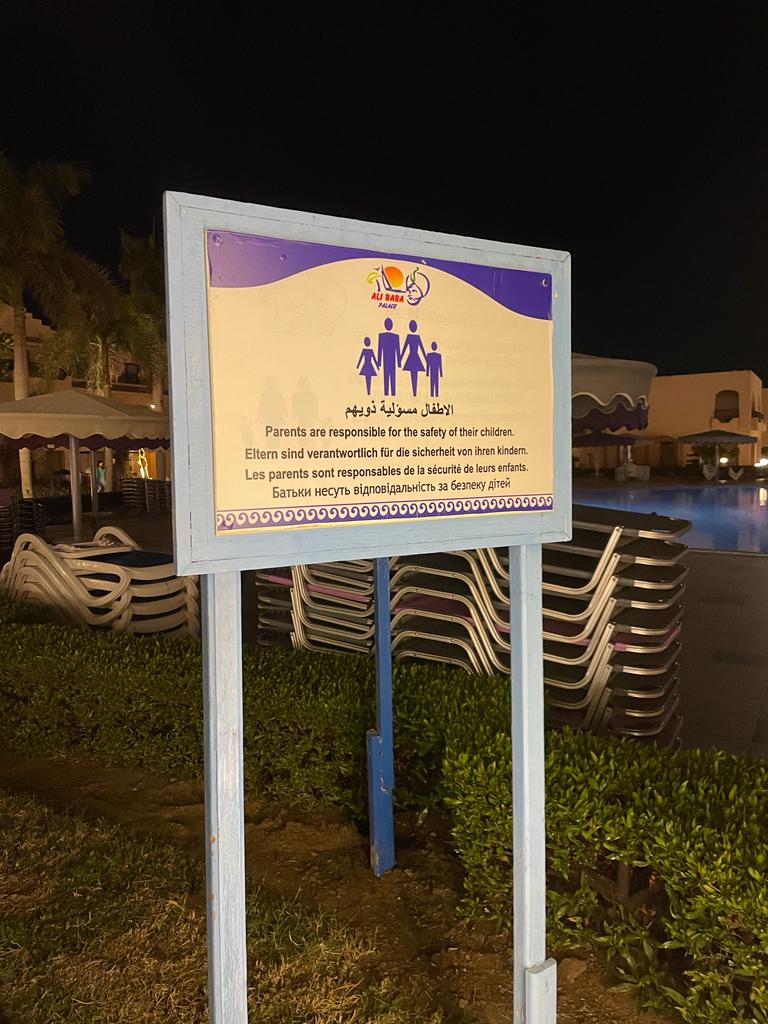 ALI BABA
PALACE
الاطفال مسؤلية ذويهم
Parents are responsible for the safety of their children.
Eltern sind verantwortlich für die sicherheit von ihren kindern.
Les parents sont responsables de la sécurité de leurs enfants.
Батьки несуть відповідальність за безпеку дітей